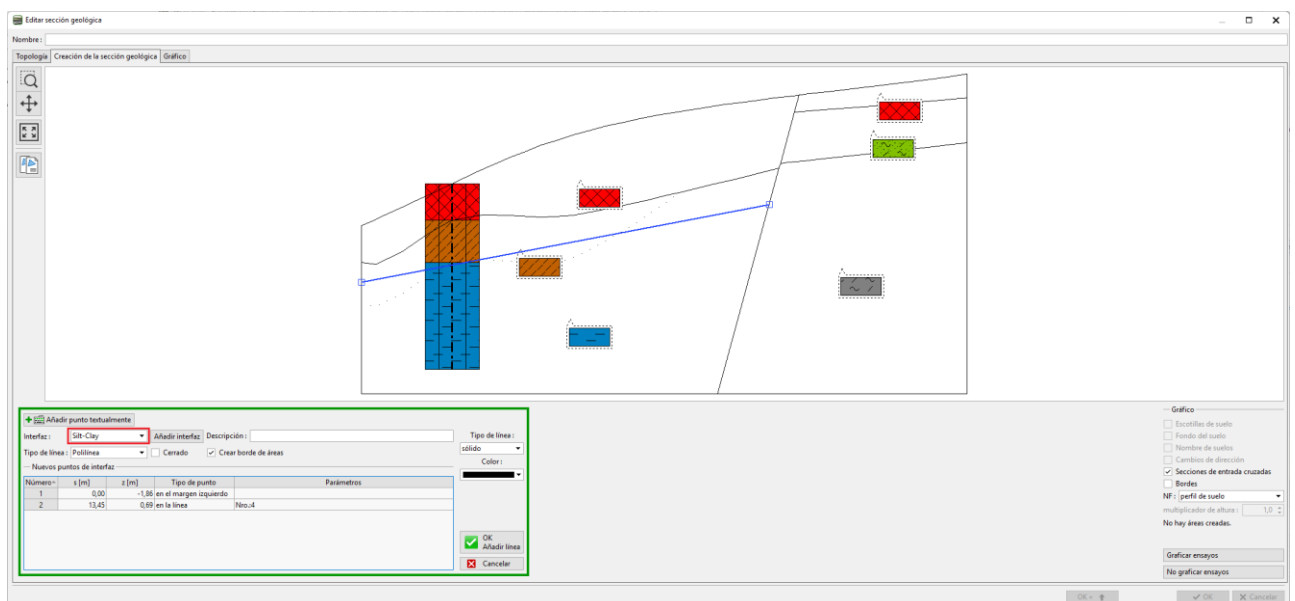 Editar sección geológica
Nombre :
Topología Creación de la sección geológica Gráfico
Añadir punto textualmente
Interfaz : Silt-Clay Añadir interfaz Descripción :
Tipo de línea : Polilínea Cerrado Crear borde de áreas
Nuevos puntos de interfaz
Número s [m] z [m] Tipo de punto Parámetros
1 0,00 -1,86 en el margen izquierdo
2 13,45 0,69 en la línea Nro.:4
Tipo de línea :
sólido
Color :
OK
Añadir línea
Cancelar
Gráfico
Escotillas de suelo
Fondo del suelo
Nombre de suelos
Cambios de dirección
Secciones de entrada cruzadas
Bordes
NF : perfil de suelo
multiplicador de altura : 1,0
No hay áreas creadas.
Graficar ensayos
No graficar ensayos
OK + OK Cancelar